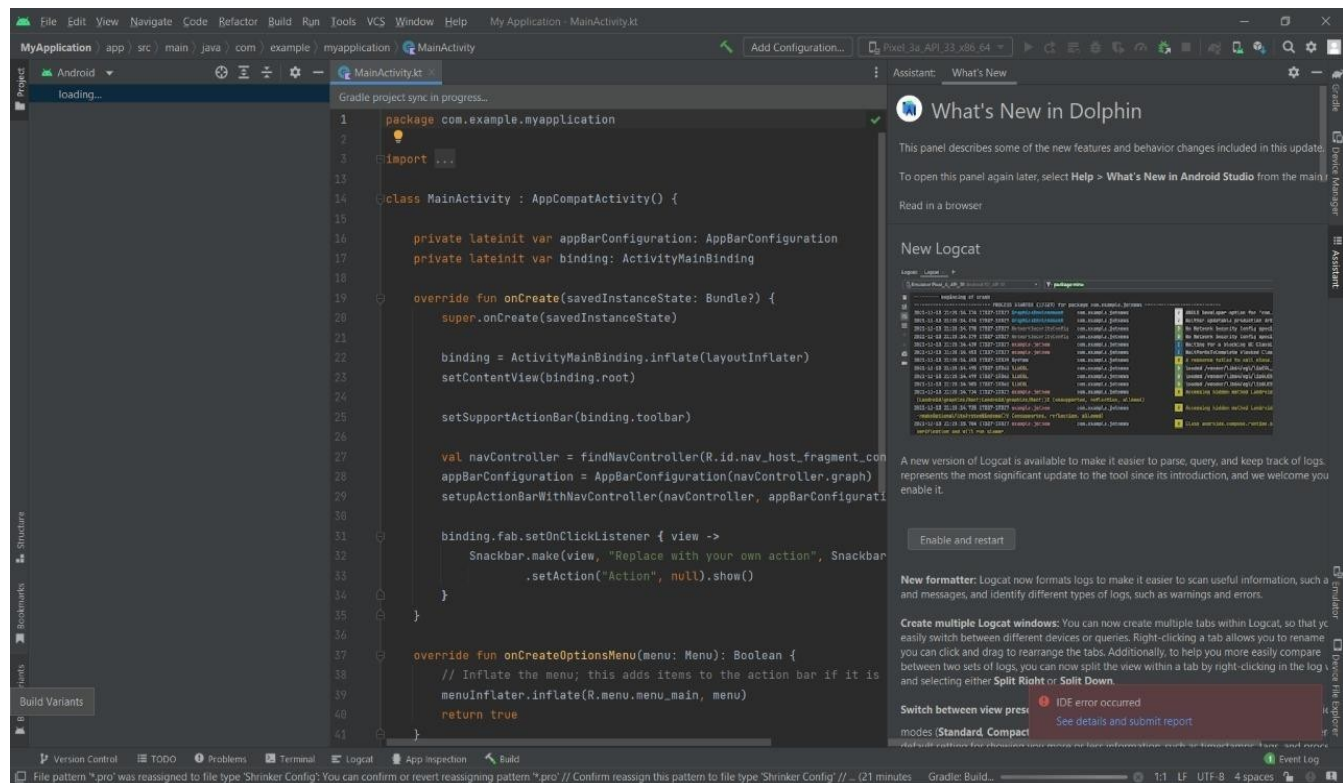 File Edit View Navigate Code Refactor Build Run Tools VCS Window Help My Application - MainActivity.kt
MyApplication app src main java com example myapplication MainActivity
Add Configuration...
Pixel_3a_API_33_x86_64
Project
Android
loading...
MainActivity.kt
Gradle project sync in progress...
1 package com.example.myapplication
2
3 import ...
13
14 class MainActivity : AppCompatActivity() {
15
16 private lateinit var appBarConfiguration: AppBarConfiguration
17 private lateinit var binding: ActivityMainBinding
18
19 override fun onCreate(savedInstanceState: Bundle?) {
20 super.onCreate(savedInstanceState)
21
22 binding = ActivityMainBinding.inflate(layoutInflater)
23 setContentView(binding.root)
24
25 setSupportActionBar(binding.toolbar)
26
27 val navController = findNavController(R.id.nav_host_fragment_con
28 appBarConfiguration = AppBarConfiguration(navController.graph)
29 setupActionBarWithNavController(navController, appBarConfigurati
30
31 binding.fab.setOnClickListener { view ->
32 Snackbar.make(view, "Replace with your own action", Snackbar
33 .setAction("Action", null).show()
34 }
35 }
36
37 override fun onCreateOptionsMenu(menu: Menu): Boolean {
38 // Inflate the menu; this adds items to the action bar if it is
39 menuInflater.inflate(R.menu.menu_main, menu)
40 return true
41 }
Assistant: What's New
What's New in Dolphin
This panel describes some of the new features and behavior changes included in this update.
To open this panel again later, select Help > What's New in Android Studio from the main
Read in a browser
New Logcat
A new version of Logcat is available to make it easier to parse, query, and keep track of logs.
represents the most significant update to the tool since its introduction, and we welcome you
enable it.
Enable and restart
New formatter: Logcat now formats logs to make it easier to scan useful information, such a
and messages, and identify different types of logs, such as warnings and errors.
Create multiple Logcat windows: You can now create multiple tabs within Logcat, so that yo
easily switch between different devices or queries. Right-clicking a tab allows you to rename
you can click and drag to rearrange the tabs. Additionally, to help you more easily compare
between two sets of logs, you can now split the view within a tab by right-clicking in the log
and selecting either Split Right or Split Down.
Switch between view prese
modes (Standard, Compact
IDE error occurred
See details and submit report
Gradle
Device Manager
Assistant
Emulator
Device File Explorer
Structure
Bookmarks
Build Variants
Version Control TODO Problems Terminal Logcat App Inspection Build Event Log
File pattern '*.pro' was reassigned to file type 'Shrinker Config': You can confirm or revert reassigning pattern '*.pro' // Confirm reassign this pattern to file type 'Shrinker Config' // ... (21 minutes Gradle: Build... 1:1 LF UTF-8 4 spaces